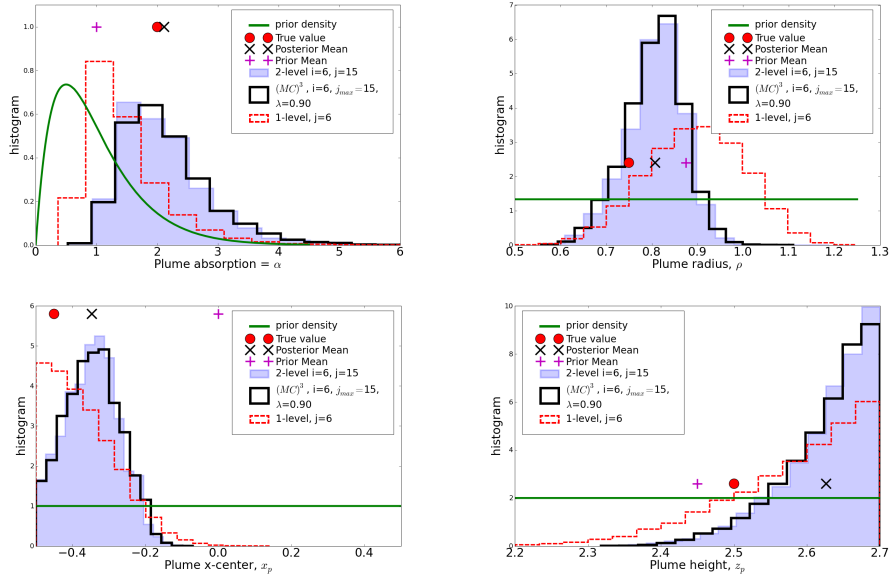 1.0
0.8
0.6
0.4
0.2
0.0
histogram
0
1
2
3
4
5
6
Plume absorption = α
prior density
True value
Posterior Mean
Prior Mean
2-level i=6, j=15
(MC)³ , i=6, j_max=15,
λ=0.90
1-level, j=6
7
6
5
4
3
2
1
0
histogram
0.5
0.6
0.7
0.8
0.9
1.0
1.1
1.2
1.3
Plume radius, ρ
prior density
True value
Posterior Mean
Prior Mean
2-level i=6, j=15
(MC)³ , i=6, j_max=15,
λ=0.90
1-level, j=6
6
5
4
3
2
1
0
histogram
−0.4
−0.2
0.0
0.2
0.4
Plume x-center, x_p
prior density
True value
Posterior Mean
Prior Mean
2-level i=6, j=15
(MC)³ , i=6, j_max=15,
λ=0.90
1-level, j=6
10
8
6
4
2
0
histogram
2.2
2.3
2.4
2.5
2.6
2.7
Plume height, z_p
prior density
True value
Posterior Mean
Prior Mean
2-level i=6, j=15
(MC)³ , i=6, j_max=15,
λ=0.90
1-level, j=6